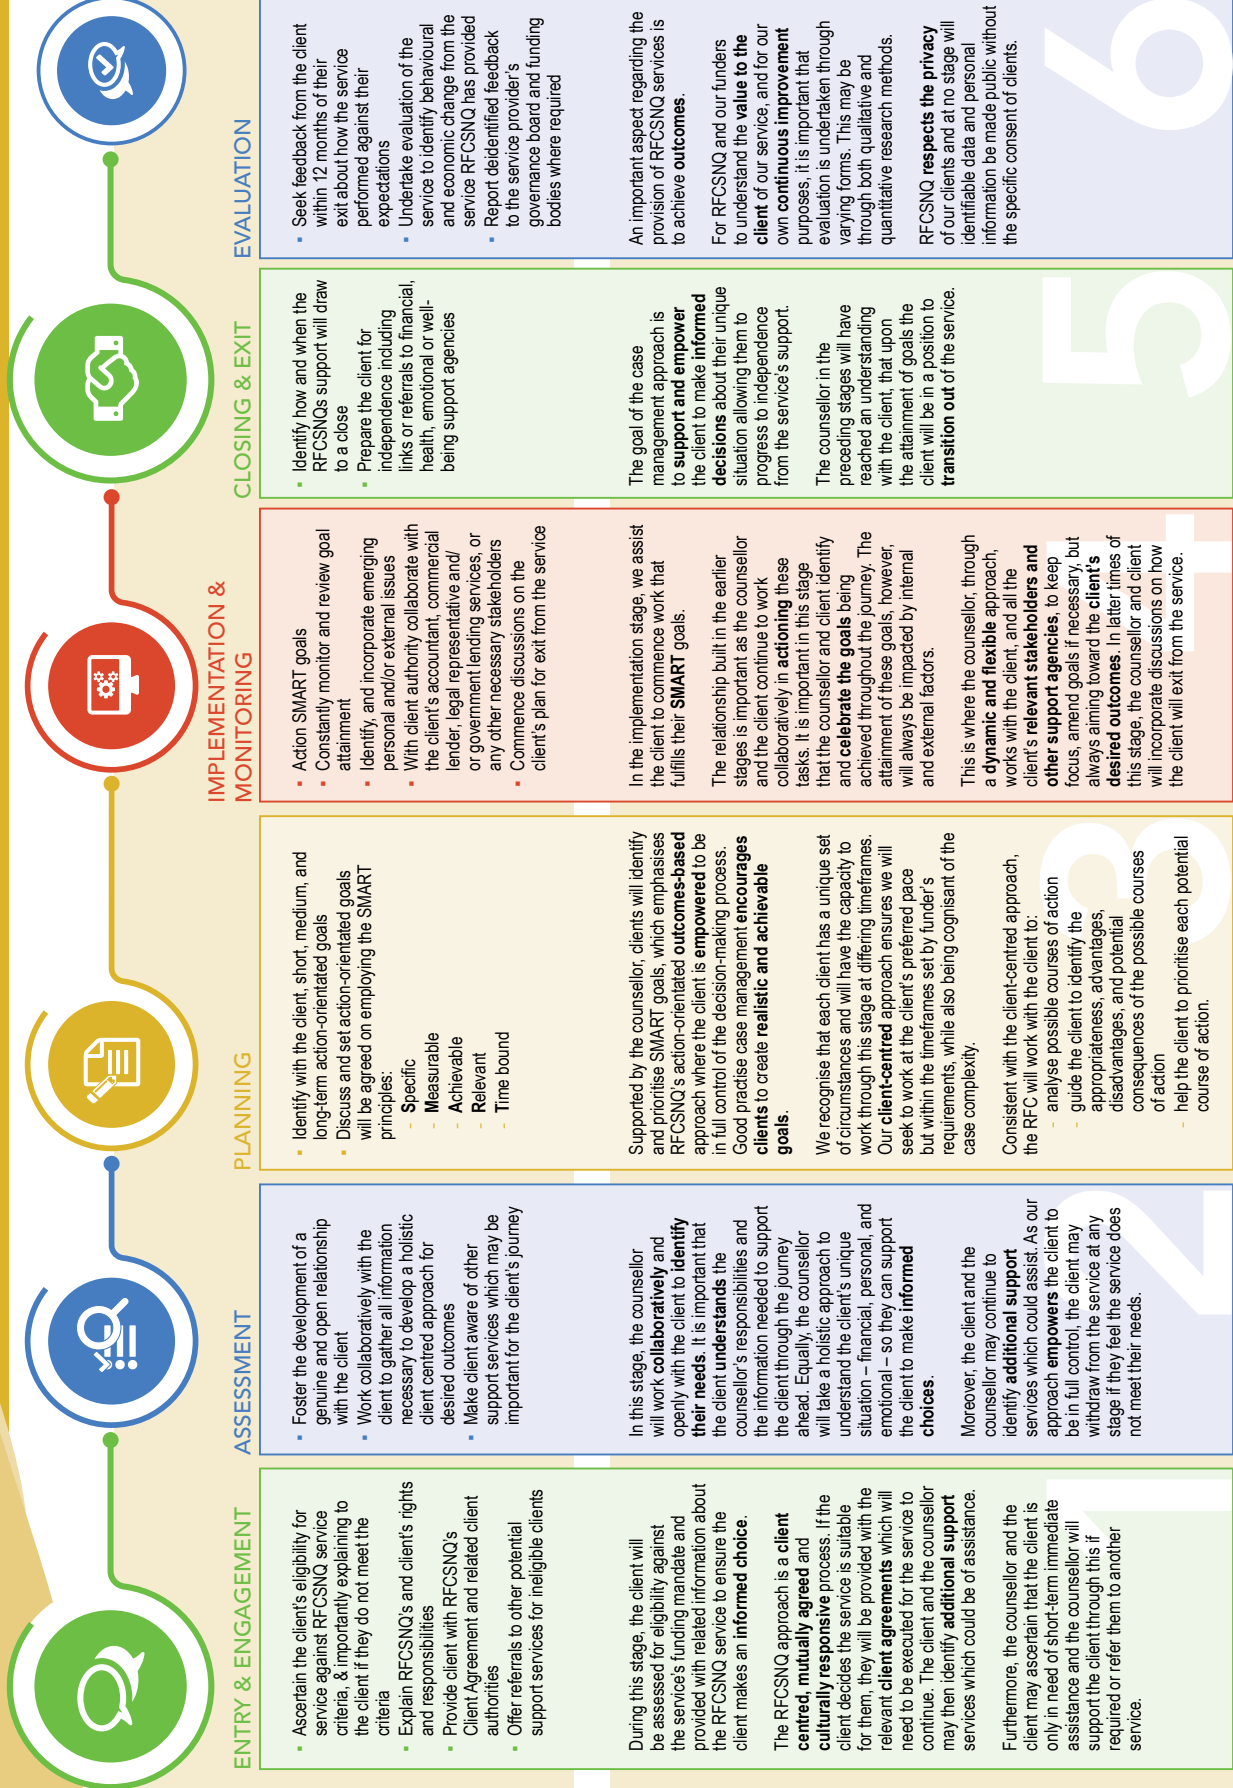 ENTRY & ENGAGEMENT
▪ Ascertain the client's eligibility for
service against RFCSNQ service
criteria, & importantly explaining to
the client if they do not meet the
criteria
▪ Explain RFCSNQ's and client's rights
and responsibilities
▪ Provide client with RFCSNQ's
Client Agreement and related client
authorities
▪ Offer referrals to other potential
support services for ineligible clients
During this stage, the client will
be assessed for eligibility against
the service's funding mandate and
provided with related information about
the RFCSNQ service to ensure the
client makes an informed choice.
The RFCSNQ approach is a client
centred, mutually agreed and
culturally responsive process. If the
client decides the service is suitable
for them, they will be provided with the
relevant client agreements which will
need to be executed for the service to
continue. The client and the counsellor
may then identify additional support
services which could be of assistance.
Furthermore, the counsellor and the
client may ascertain that the client is
only in need of short-term immediate
assistance and the counsellor will
support the client through this if
required or refer them to another
service.
1
ASSESSMENT
▪ Foster the development of a
genuine and open relationship
with the client
▪ Work collaboratively with the
client to gather all information
necessary to develop a holistic
client centred approach for
desired outcomes
▪ Make client aware of other
support services which may be
important for the client's journey
In this stage, the counsellor
will work collaboratively and
openly with the client to identify
their needs. It is important that
the client understands the
counsellor's responsibilities and
the information needed to support
the client through the journey
ahead. Equally, the counsellor
will take a holistic approach to
understand the client's unique
situation – financial, personal, and
emotional – so they can support
the client to make informed
choices.
Moreover, the client and the
counsellor may continue to
identify additional support
services which could assist. As our
approach empowers the client to
be in full control, the client may
withdraw from the service at any
stage if they feel the service does
not meet their needs.
2
PLANNING
▪ Identify with the client, short, medium, and
long-term action-orientated goals
▪ Discuss and set action-orientated goals
will be agreed on employing the SMART
principles:
- Specific
- Measurable
- Achievable
- Relevant
- Time bound
Supported by the counsellor, clients will identify
and prioritise SMART goals, which emphasises
RFCSNQ's action-orientated outcomes-based
approach where the client is empowered to be
in full control of the decision-making process.
Good practise case management encourages
clients to create realistic and achievable
goals.
We recognise that each client has a unique set
of circumstances and will have the capacity to
work through this stage at differing timeframes.
Our client-centred approach ensures we will
seek to work at the client's preferred pace
but within the timeframes set by funder's
requirements, while also being cognisant of the
case complexity.
Consistent with the client-centred approach,
the RFC will work with the client to:
- analyse possible courses of action
- guide the client to identify the
appropriateness, advantages,
disadvantages, and potential
consequences of the possible courses
of action
- help the client to prioritise each potential
course of action.
3
IMPLEMENTATION &
MONITORING
▪ Action SMART goals
▪ Constantly monitor and review goal
attainment
▪ Identify, and incorporate emerging
personal and/or external issues
▪ With client authority collaborate with
the client's accountant, commercial
lender, legal representative and/
or government lending services, or
any other necessary stakeholders
▪ Commence discussions on the
client's plan for exit from the service
In the implementation stage, we assist
the client to commence work that
fulfils their SMART goals.
The relationship built in the earlier
stages is important as the counsellor
and the client continue to work
collaboratively in actioning these
tasks. It is important in this stage
that the counsellor and client identify
and celebrate the goals being
achieved throughout the journey. The
attainment of these goals, however,
will always be impacted by internal
and external factors.
This is where the counsellor, through
a dynamic and flexible approach,
works with the client, and all the
client's relevant stakeholders and
other support agencies, to keep
focus, amend goals if necessary, but
always aiming toward the client's
desired outcomes. In latter times of
this stage, the counsellor and client
will incorporate discussions on how
the client will exit from the service.
4
CLOSING & EXIT
▪ Identify how and when the
RFCSNQs support will draw
to a close
▪ Prepare the client for
independence including
links or referrals to financial,
health, emotional or well-
being support agencies
The goal of the case
management approach is
to support and empower
the client to make informed
decisions about their unique
situation allowing them to
progress to independence
from the service's support.
The counsellor in the
preceding stages will have
reached an understanding
with the client, that upon
the attainment of goals the
client will be in a position to
transition out of the service.
5
EVALUATION
▪ Seek feedback from the client
within 12 months of their
exit about how the service
performed against their
expectations
▪ Undertake evaluation of the
service to identify behavioural
and economic change from the
service RFCSNQ has provided
▪ Report deidentified feedback
to the service provider's
governance board and funding
bodies where required
An important aspect regarding the
provision of RFCSNQ services is
to achieve outcomes.
For RFCSNQ and our funders
to understand the value to the
client of our service, and for our
own continuous improvement
purposes, it is important that
evaluation is undertaken through
varying forms. This may be
through both qualitative and
quantitative research methods.
RFCSNQ respects the privacy
of our clients and at no stage will
identifiable data and personal
information be made public without
the specific consent of clients.
6